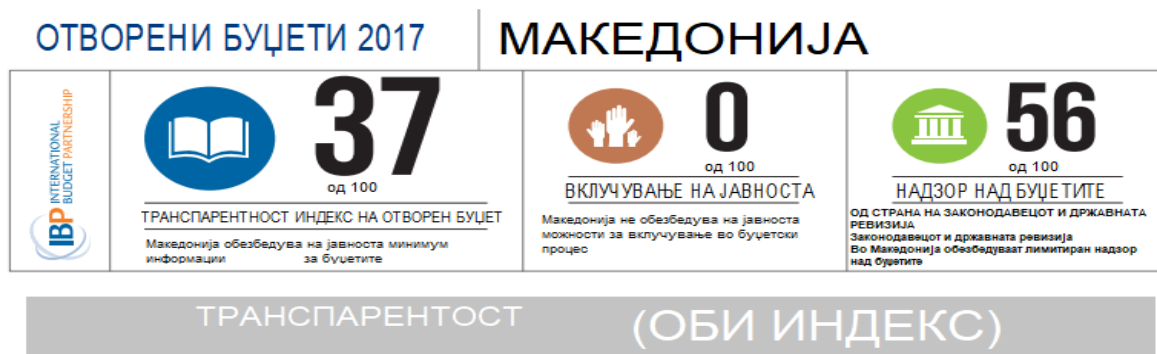 ОТВОРЕНИ БУЏЕТИ 2017
МАКЕДОНИЈА
IBP INTERNATIONAL
BUDGET PARTNERSHIP
37
од 100
ТРАНСПАРЕНТНОСТ ИНДЕКС НА ОТВОРЕН БУЏЕТ
Македонија обезбедува на јавноста минимум
информации за буџетите
0
од 100
ВКЛУЧУВАЊЕ НА ЈАВНОСТА
Македонија не обезбедува на јавноста
можности за вклучување во буџетски
процес
56
од 100
НАДЗОР НАД БУЏЕТИТЕ
ОД СТРАНА НА ЗАКОНОДАВЕЦОТ И ДРЖАВНАТА
РЕВИЗИЈА
Законодавецот и државната ревизија
Во Македонија обезбедуваат лимитиран надзор
над буџетите
ТРАНСПАРЕНТОСТ (ОБИ ИНДЕКС)